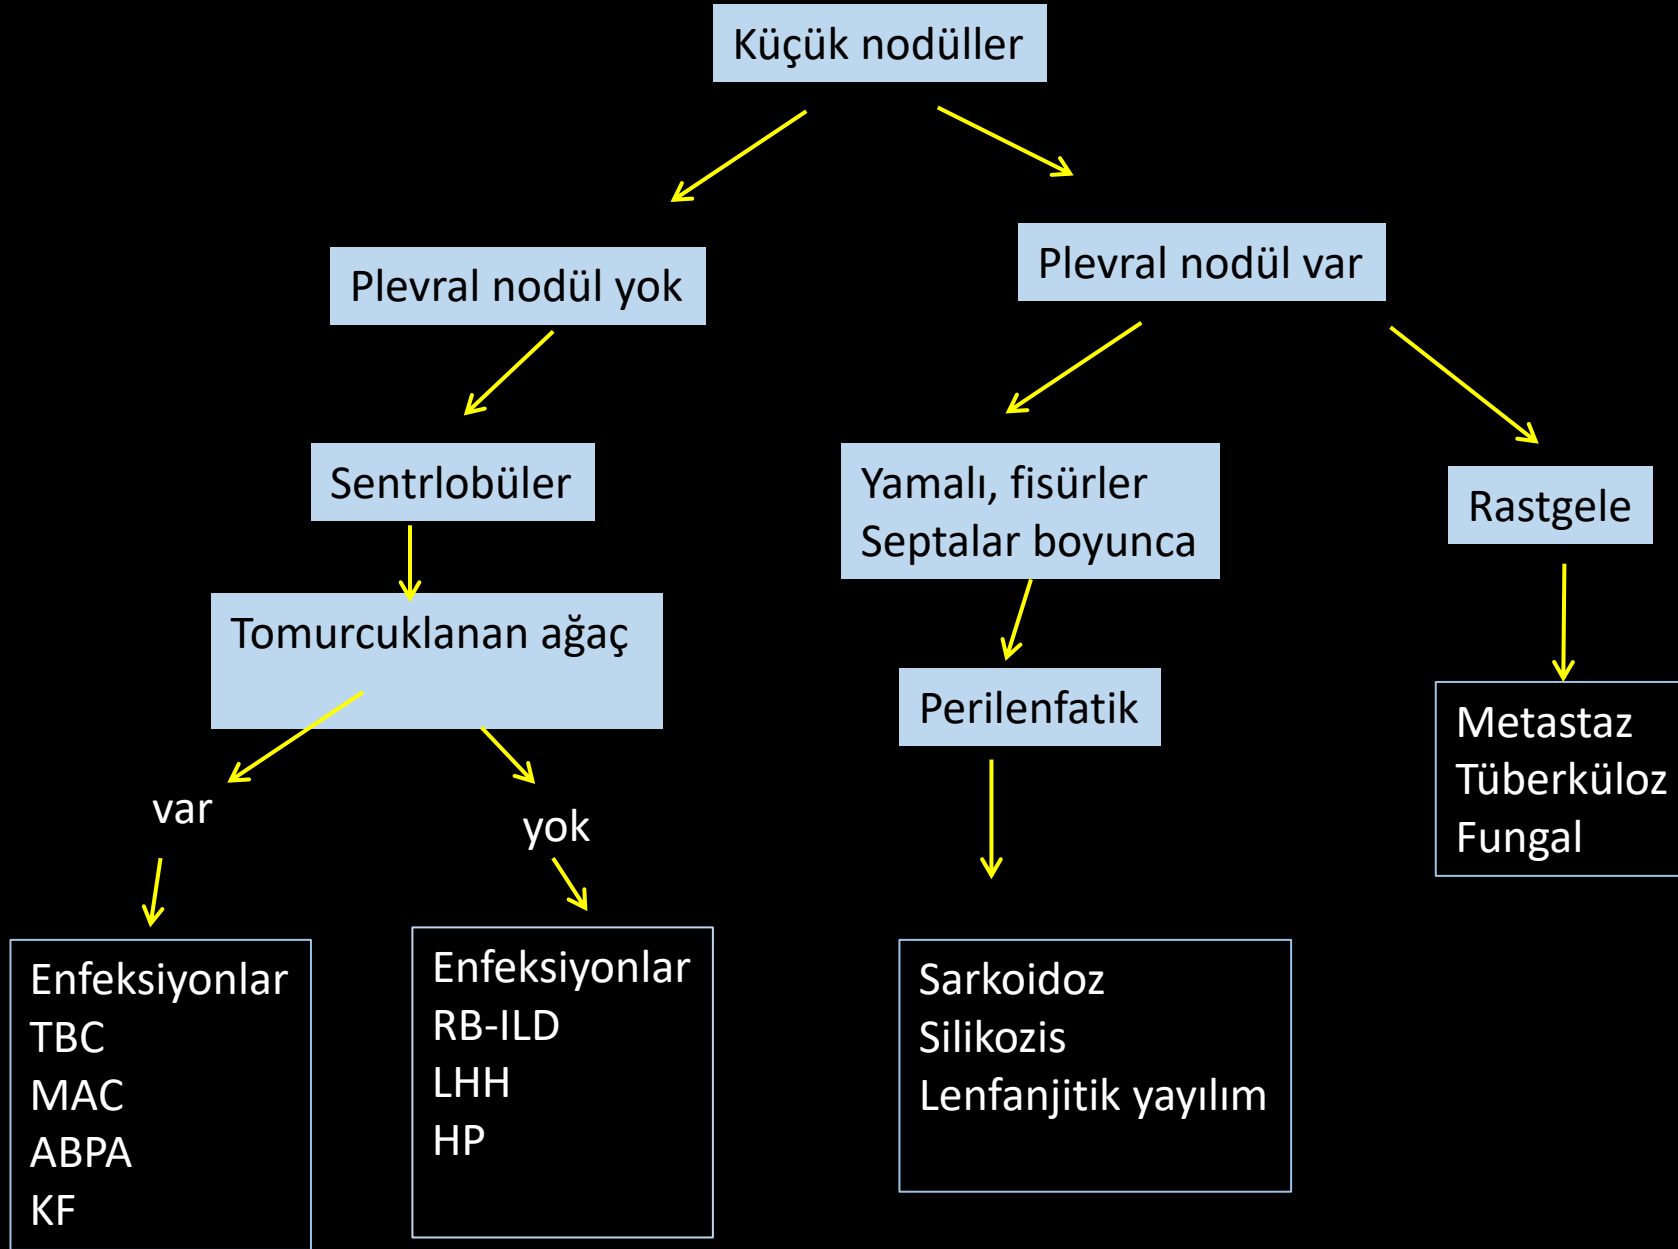 Küçük nodüller
Plevral nodül yok
Plevral nodül var
Sentrlobüler
Yamalı, fisürler
Septalar boyunca
Rastgele
Tomurcuklanan ağaç
Perilenfatik
var
yok
Metastaz
Tüberküloz
Fungal
Enfeksiyonlar
TBC
MAC
ABPA
KF
Enfeksiyonlar
RB-ILD
LHH
HP
Sarkoidoz
Silikozis
Lenfanjitik yayılım